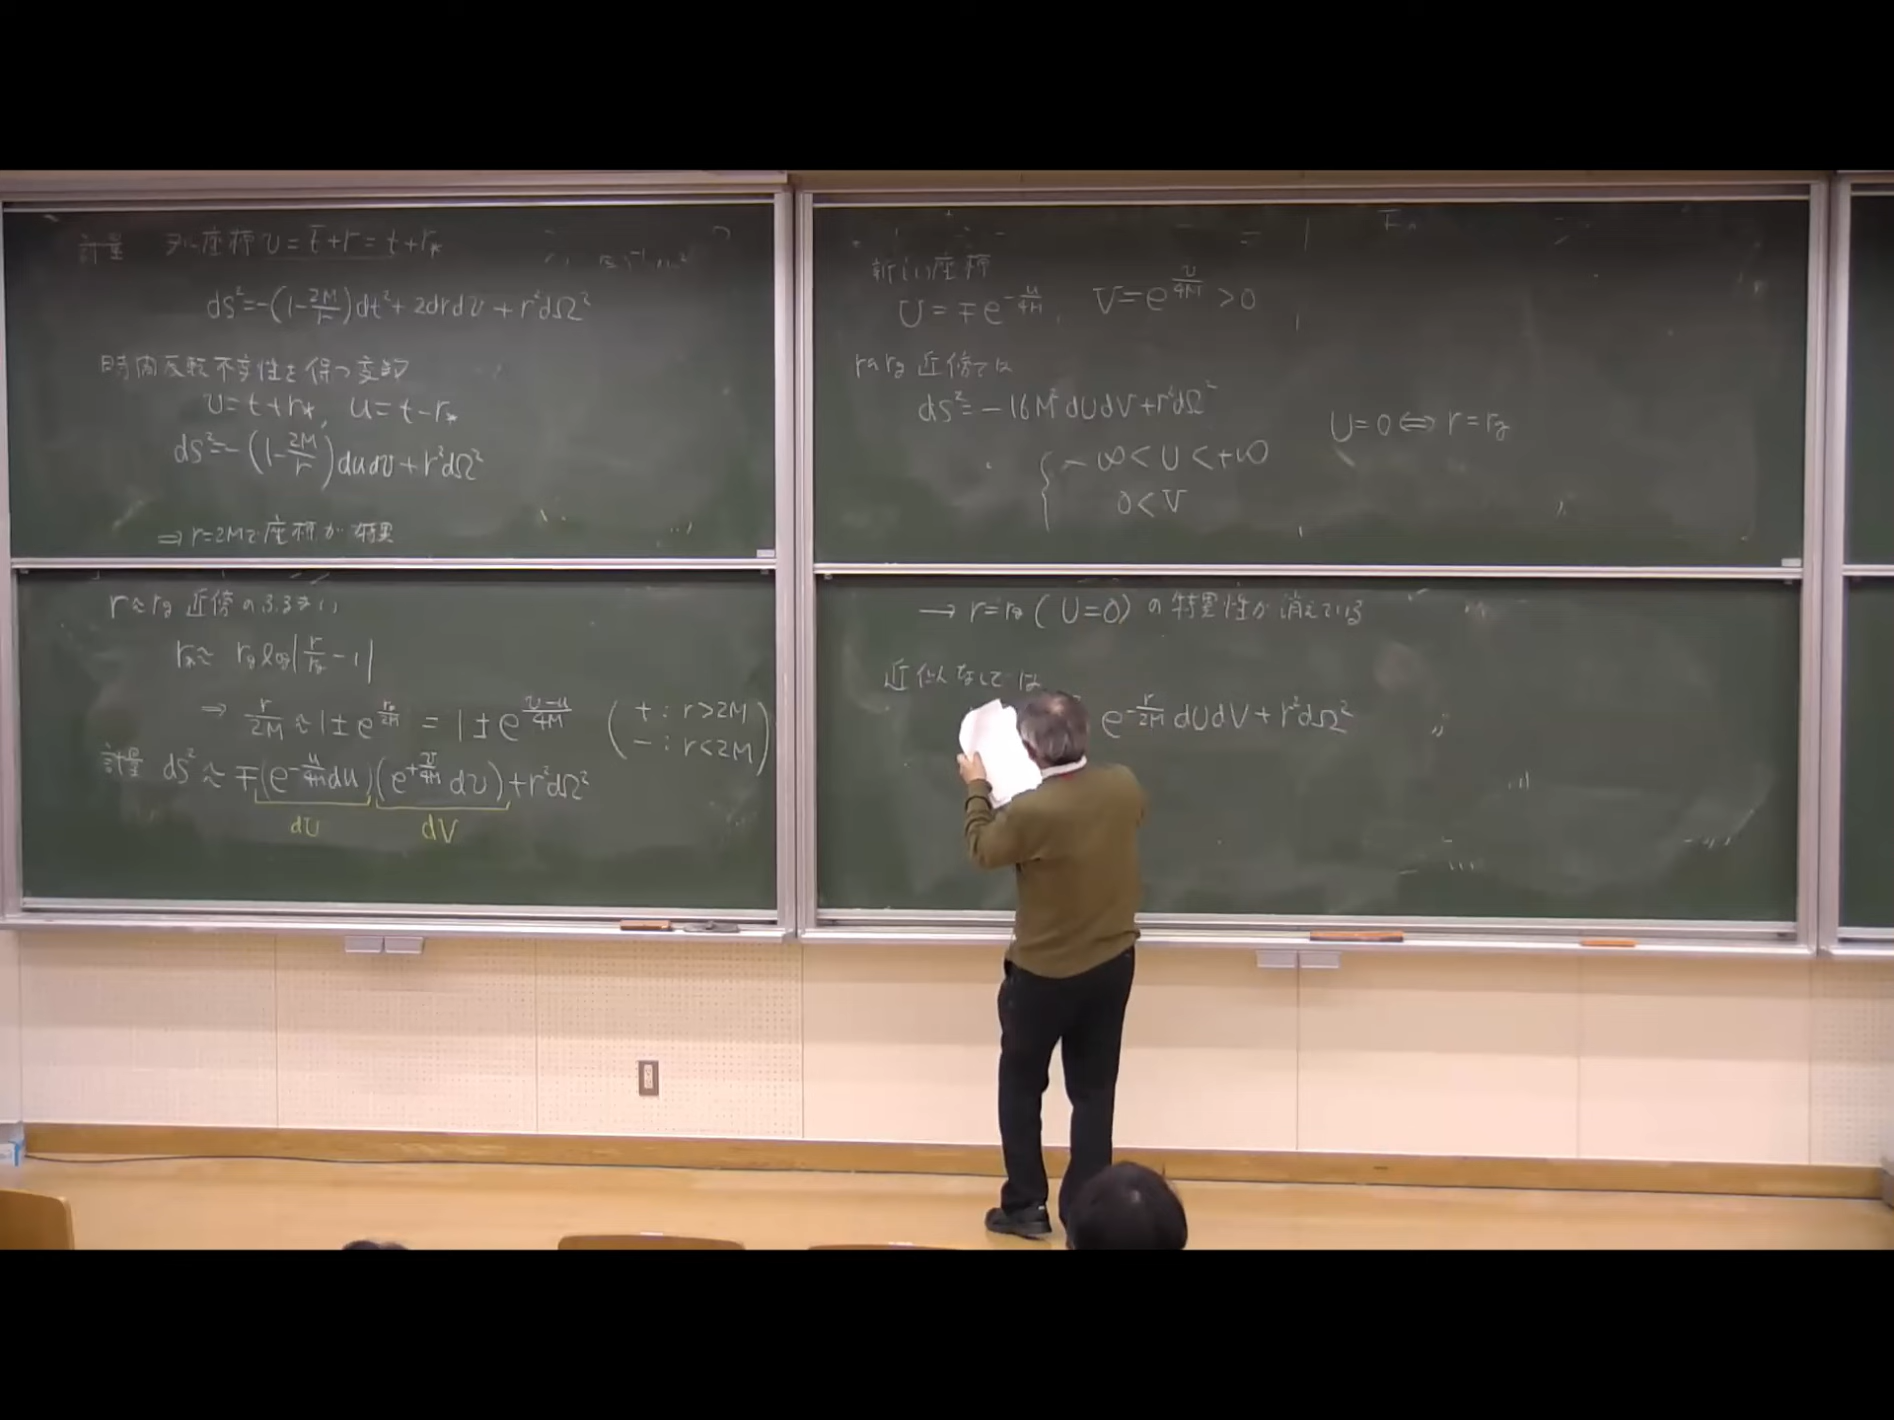 計量 ヌル座標 v = t̄+r = t+r*
ds²=-(1-2M/r)dt²+2drdv+r²dΩ²
時間反転不変性を保つ変数
v=t+r*, u=t-r*
ds²=-(1-2M/r)dudv+r²dΩ²
⇒ r=2Mで座標が特異
r≈rg 近傍のふるまい
r*≈ rg log|r/rg -1|
⇒ r/2M ≈ 1±e^{r*/2M} = 1±e^{(v-u)/4M} (+: r>2M
-: r<2M)
計量 ds² ≈ ∓(e^{-u/4M}du)(e^{+v/4M}dv)+r²dΩ²
dU dV
新しい座標
U=∓e^{-u/4M}, V=e^{v/4M}>0
r≈rg 近傍では
ds²=-16M²dUdV+r²dΩ²
U=0⇔r=rg
{-∞<U<+∞
0<V
→ r=rg (U=0) の特異性が消えている
近似なしでは
e^{-r/2M}dUdV+r²dΩ²